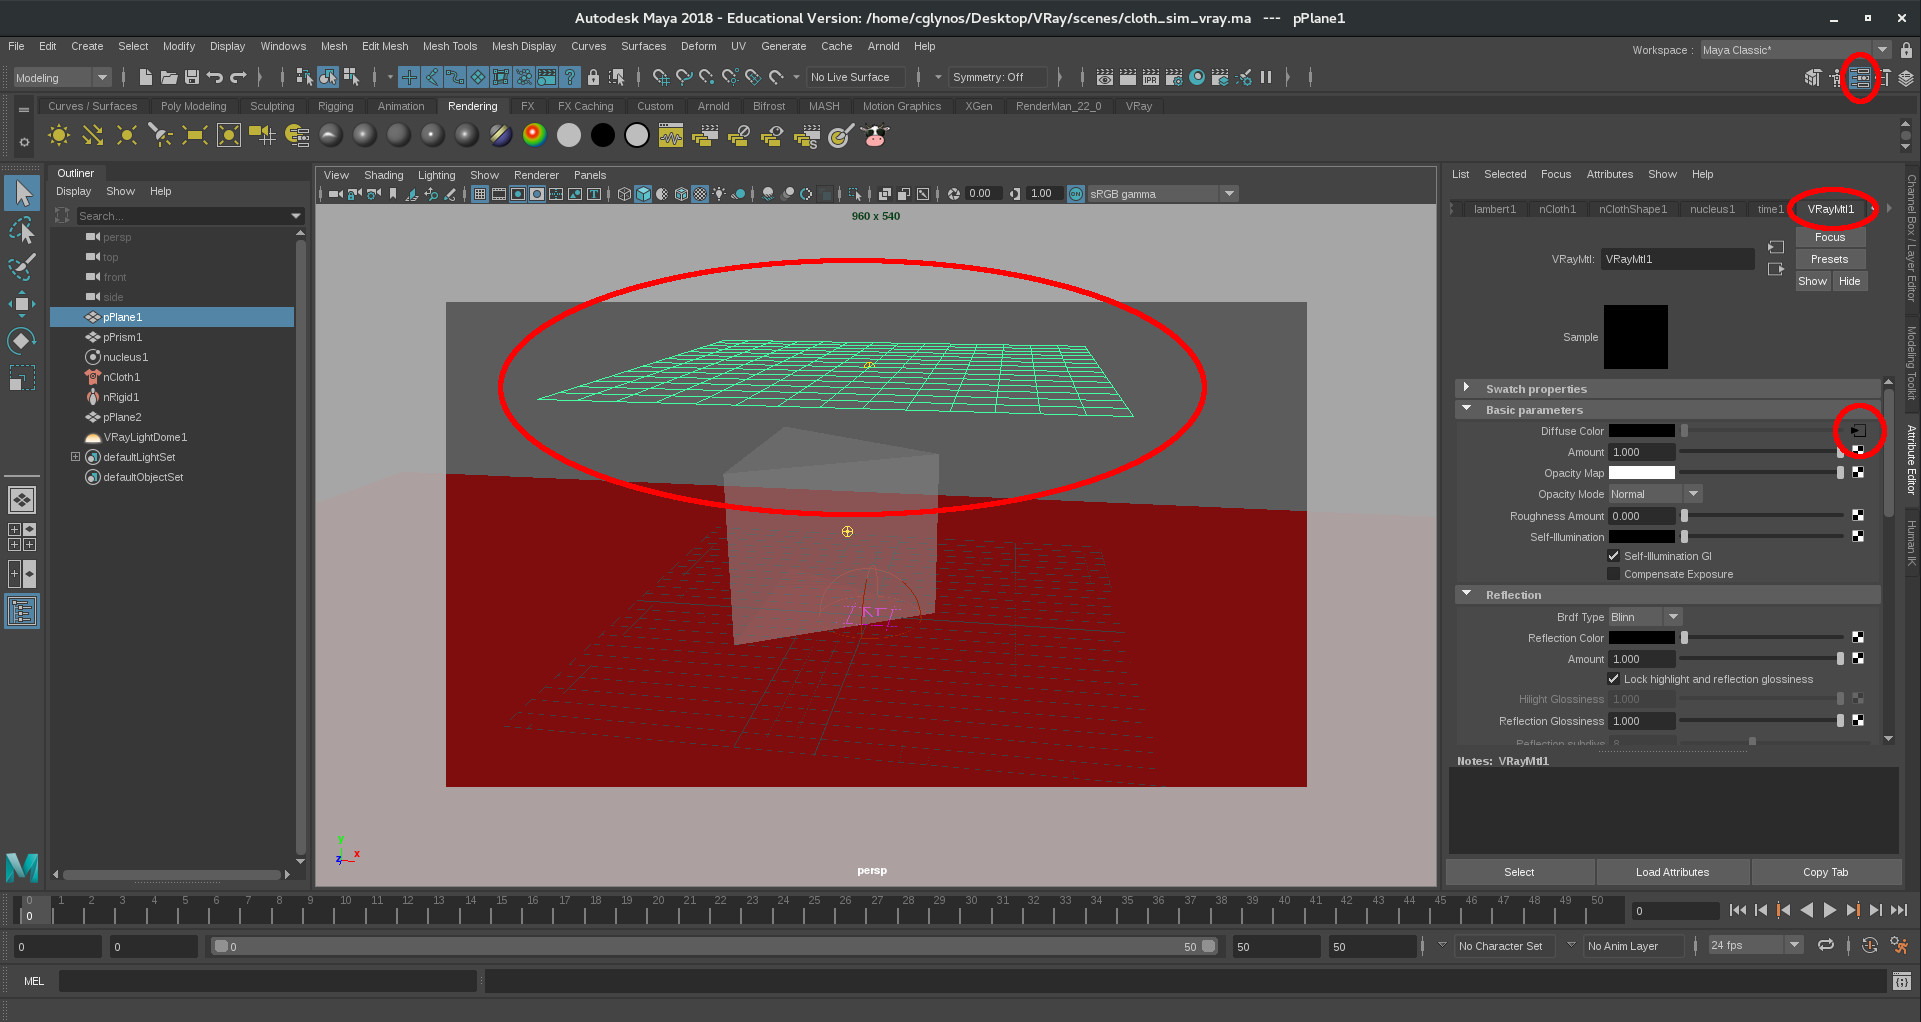 Autodesk Maya 2018 - Educational Version: /home/cglynos/Desktop/VRay/scenes/cloth_sim_vray.ma   ---   pPlane1
File Edit Create Select Modify Display Windows Mesh Edit Mesh Mesh Tools Mesh Display Curves Surfaces Deform UV Generate Cache Arnold Help
Workspace : Maya Classic*
Modeling No Live Surface Symmetry: Off
IPR
Curves / Surfaces Poly Modeling Sculpting Rigging Animation Rendering FX FX Caching Custom Arnold Bifrost MASH Motion Graphics XGen RenderMan_22_0 VRay
Outliner
Display Show Help
Search...
persp
top
front
side
pPlane1
pPrism1
nucleus1
nCloth1
nRigid1
pPlane2
VRayLightDome1
defaultLightSet
defaultObjectSet
View Shading Lighting Show Renderer Panels
0.00 1.00 ON sRGB gamma
960 x 540
persp
Y
Z X
List Selected Focus Attributes Show Help
lambert1 nCloth1 nClothShape1 nucleus1 time1 VRayMtl1
Focus
VRayMtl: VRayMtl1
Presets
Show Hide
Sample
Swatch properties
Basic parameters
Diffuse Color
Amount 1.000
Opacity Map
Opacity Mode Normal
Roughness Amount 0.000
Self-Illumination
Self-Illumination GI
Compensate Exposure
Reflection
Brdf Type Blinn
Reflection Color
Amount 1.000
Lock highlight and reflection glossiness
Hilight Glossiness 1.000
Reflection Glossiness 1.000
Reflection subdivs 8
Notes: VRayMtl1
Select Load Attributes Copy Tab
Channel Box / Layer Editor
Modeling Toolkit
Attribute Editor
Human IK
0 1 2 3 4 5 6 7 8 9 10 11 12 13 14 15 16 17 18 19 20 21 22 23 24 25 26 27 28 29 30 31 32 33 34 35 36 37 38 39 40 41 42 43 44 45 46 47 48 49 50
0 0
0 0 0 50 50 50 No Character Set No Anim Layer 24 fps
MEL